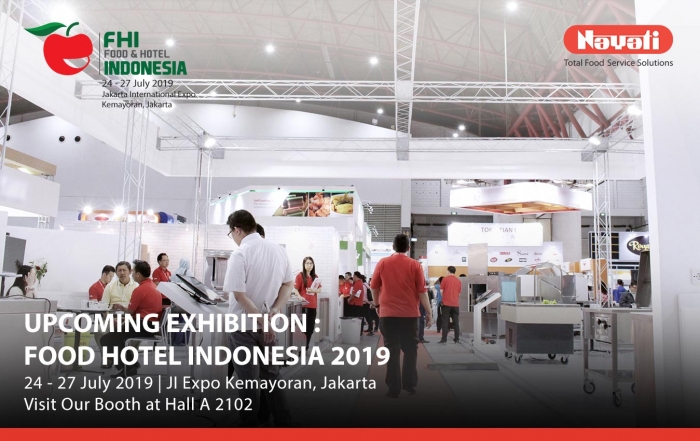 FHI
FOOD & HOTEL
INDONESIA
24 - 27 July 2019
Jakarta International Expo
Kemayoran, Jakarta
Nayati
Total Food Service Solutions
UPCOMING EXHIBITION :
FOOD HOTEL INDONESIA 2019
24 - 27 July 2019 | JI Expo Kemayoran, Jakarta
Visit Our Booth at Hall A 2102